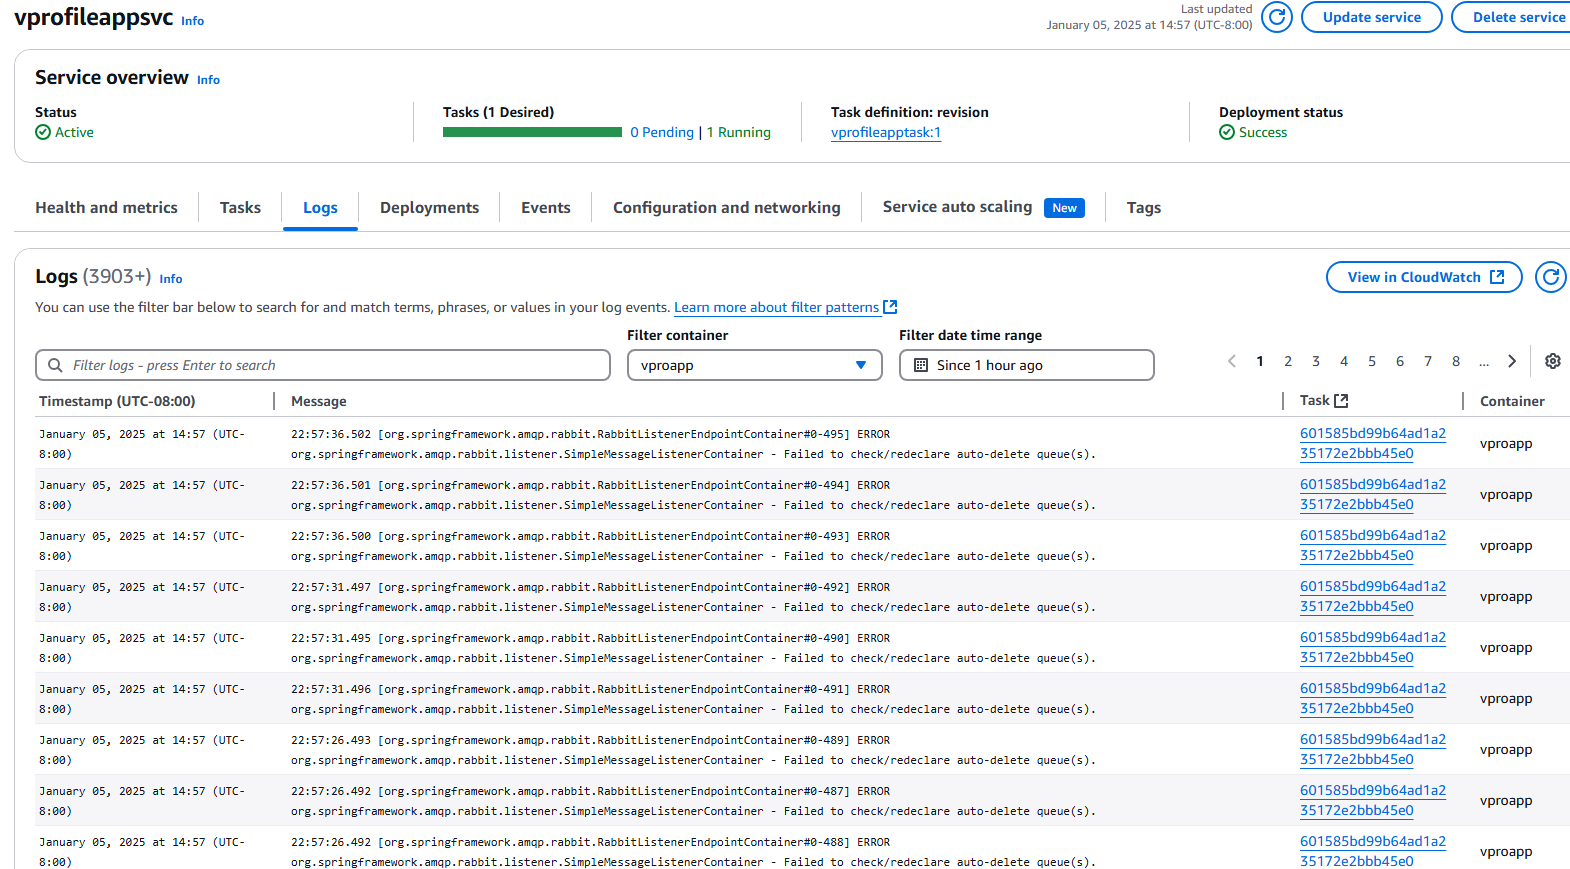 vprofileappsvc Info
Last updated
January 05, 2025 at 14:57 (UTC-8:00)
Update service
Delete service
Service overview Info
Status
Active
Tasks (1 Desired)
0 Pending | 1 Running
Task definition: revision
vprofileapptask:1
Deployment status
Success
Health and metrics
Tasks
Logs
Deployments
Events
Configuration and networking
Service auto scaling New
Tags
Logs (3903+) Info
View in CloudWatch
You can use the filter bar below to search for and match terms, phrases, or values in your log events. Learn more about filter patterns
Filter container
Filter date time range
Filter logs - press Enter to search
vproapp
Since 1 hour ago
1 2 3 4 5 6 7 8 ...
Timestamp (UTC-08:00) Message Task Container
January 05, 2025 at 14:57 (UTC-
8:00)
22:57:36.502 [org.springframework.amqp.rabbit.RabbitListenerEndpointContainer#0-495] ERROR
org.springframework.amqp.rabbit.listener.SimpleMessageListenerContainer - Failed to check/redeclare auto-delete queue(s).
601585bd99b64ad1a2
35172e2bbb45e0
vproapp
January 05, 2025 at 14:57 (UTC-
8:00)
22:57:36.501 [org.springframework.amqp.rabbit.RabbitListenerEndpointContainer#0-494] ERROR
org.springframework.amqp.rabbit.listener.SimpleMessageListenerContainer - Failed to check/redeclare auto-delete queue(s).
601585bd99b64ad1a2
35172e2bbb45e0
vproapp
January 05, 2025 at 14:57 (UTC-
8:00)
22:57:36.500 [org.springframework.amqp.rabbit.RabbitListenerEndpointContainer#0-493] ERROR
org.springframework.amqp.rabbit.listener.SimpleMessageListenerContainer - Failed to check/redeclare auto-delete queue(s).
601585bd99b64ad1a2
35172e2bbb45e0
vproapp
January 05, 2025 at 14:57 (UTC-
8:00)
22:57:31.497 [org.springframework.amqp.rabbit.RabbitListenerEndpointContainer#0-492] ERROR
org.springframework.amqp.rabbit.listener.SimpleMessageListenerContainer - Failed to check/redeclare auto-delete queue(s).
601585bd99b64ad1a2
35172e2bbb45e0
vproapp
January 05, 2025 at 14:57 (UTC-
8:00)
22:57:31.495 [org.springframework.amqp.rabbit.RabbitListenerEndpointContainer#0-490] ERROR
org.springframework.amqp.rabbit.listener.SimpleMessageListenerContainer - Failed to check/redeclare auto-delete queue(s).
601585bd99b64ad1a2
35172e2bbb45e0
vproapp
January 05, 2025 at 14:57 (UTC-
8:00)
22:57:31.496 [org.springframework.amqp.rabbit.RabbitListenerEndpointContainer#0-491] ERROR
org.springframework.amqp.rabbit.listener.SimpleMessageListenerContainer - Failed to check/redeclare auto-delete queue(s).
601585bd99b64ad1a2
35172e2bbb45e0
vproapp
January 05, 2025 at 14:57 (UTC-
8:00)
22:57:26.493 [org.springframework.amqp.rabbit.RabbitListenerEndpointContainer#0-489] ERROR
org.springframework.amqp.rabbit.listener.SimpleMessageListenerContainer - Failed to check/redeclare auto-delete queue(s).
601585bd99b64ad1a2
35172e2bbb45e0
vproapp
January 05, 2025 at 14:57 (UTC-
8:00)
22:57:26.492 [org.springframework.amqp.rabbit.RabbitListenerEndpointContainer#0-487] ERROR
org.springframework.amqp.rabbit.listener.SimpleMessageListenerContainer - Failed to check/redeclare auto-delete queue(s).
601585bd99b64ad1a2
35172e2bbb45e0
vproapp
January 05, 2025 at 14:57 (UTC-
8:00)
22:57:26.492 [org.springframework.amqp.rabbit.RabbitListenerEndpointContainer#0-488] ERROR
org.springframework.amqp.rabbit.listener.SimpleMessageListenerContainer - Failed to check/redeclare auto-delete queue(s).
601585bd99b64ad1a2
35172e2bbb45e0
vproapp